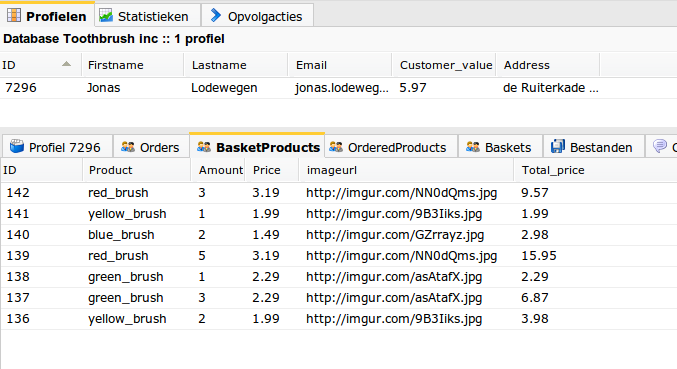 Profielen Statistieken Opvolgacties
Database Toothbrush inc :: 1 profiel
ID Firstname Lastname Email Customer_value Address
7296 Jonas Lodewegen jonas.lodeweg... 5.97 de Ruiterkade ...
Profiel 7296 Orders BasketProducts OrderedProducts Baskets Bestanden
ID Product Amount Price imageurl Total_price
142 red_brush 3 3.19 http://imgur.com/NN0dQms.jpg 9.57
141 yellow_brush 1 1.99 http://imgur.com/9B3Iiks.jpg 1.99
140 blue_brush 2 1.49 http://imgur.com/GZrrayz.jpg 2.98
139 red_brush 5 3.19 http://imgur.com/NN0dQms.jpg 15.95
138 green_brush 1 2.29 http://imgur.com/asAtafX.jpg 2.29
137 green_brush 3 2.29 http://imgur.com/asAtafX.jpg 6.87
136 yellow_brush 2 1.99 http://imgur.com/9B3Iiks.jpg 3.98